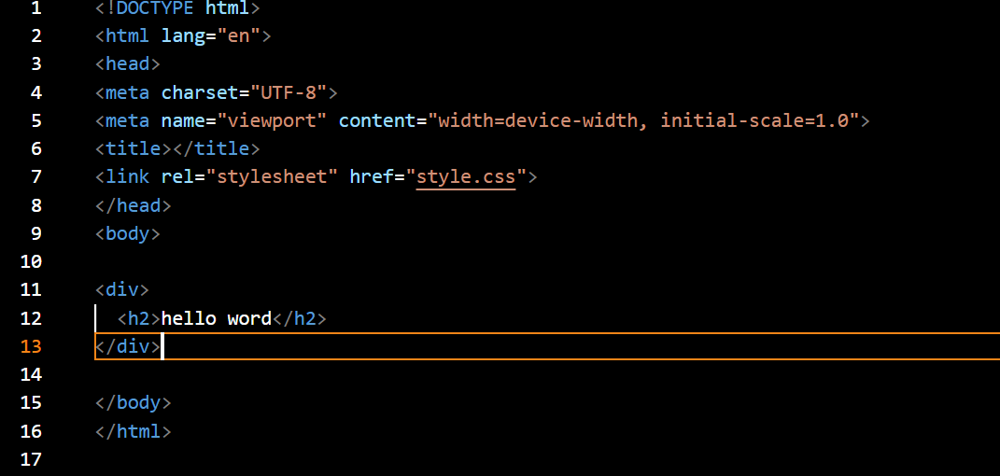 1 <!DOCTYPE html>
2 <html lang="en">
3 <head>
4 <meta charset="UTF-8">
5 <meta name="viewport" content="width=device-width, initial-scale=1.0">
6 <title></title>
7 <link rel="stylesheet" href="style.css">
8 </head>
9 <body>
10
11 <div>
12   <h2>hello word</h2>
13 </div>
14
15 </body>
16 </html>
17